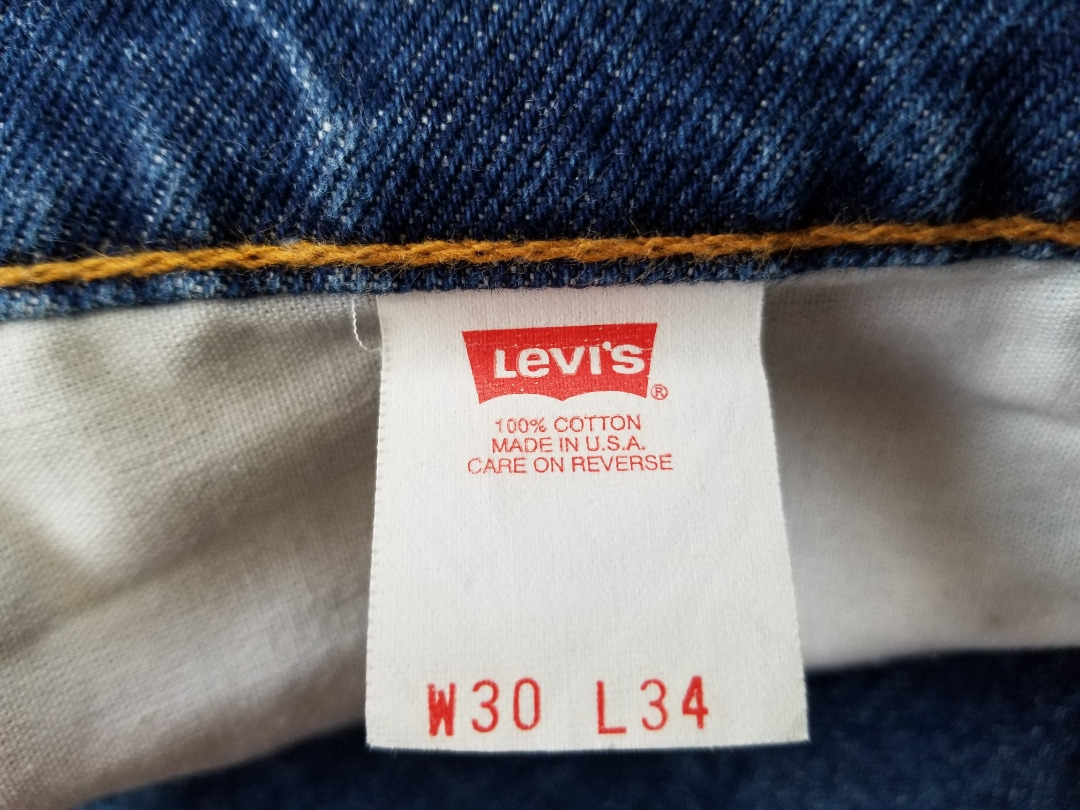 LEVI'S®
100% COTTON
MADE IN U.S.A.
CARE ON REVERSE
W30 L34